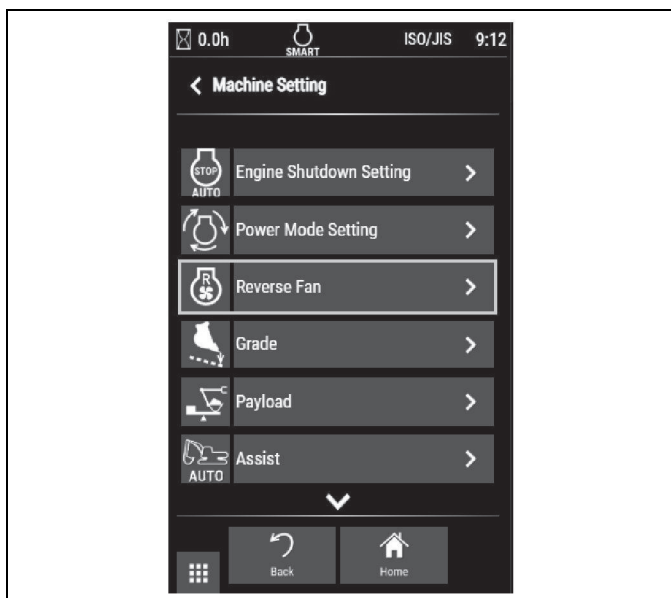 0.0h SMART ISO/JIS 9:12
Machine Setting
STOP
AUTO
Engine Shutdown Setting
Power Mode Setting
R
Reverse Fan
Grade
Payload
AUTO
Assist
Back Home